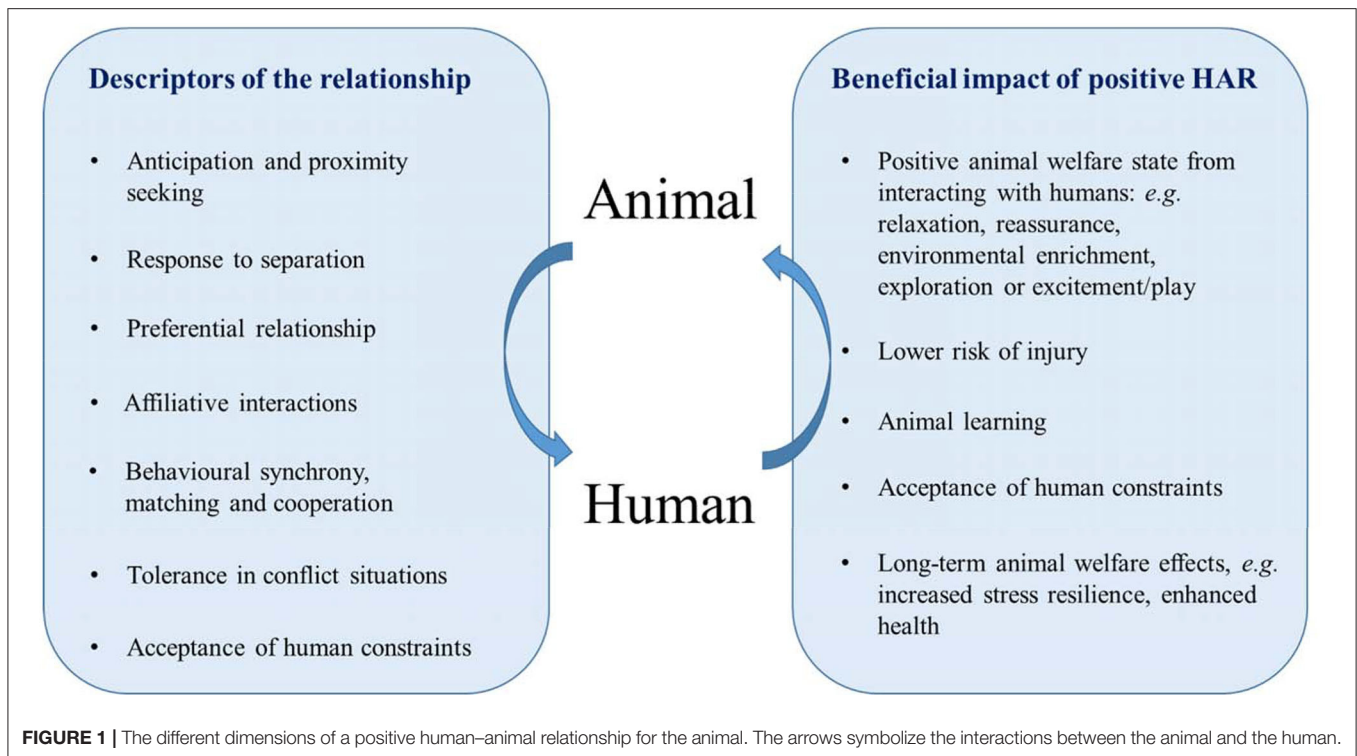 Descriptors of the relationship
• Anticipation and proximity
seeking
• Response to separation
• Preferential relationship
• Affiliative interactions
• Behavioural synchrony,
matching and cooperation
• Tolerance in conflict situations
• Acceptance of human constraints
Animal
Human
Beneficial impact of positive HAR
• Positive animal welfare state from
interacting with humans: e.g.
relaxation, reassurance,
environmental enrichment,
exploration or excitement/play
• Lower risk of injury
• Animal learning
• Acceptance of human constraints
• Long-term animal welfare effects, e.g.
increased stress resilience, enhanced
health
FIGURE 1 | The different dimensions of a positive human–animal relationship for the animal. The arrows symbolize the interactions between the animal and the human.